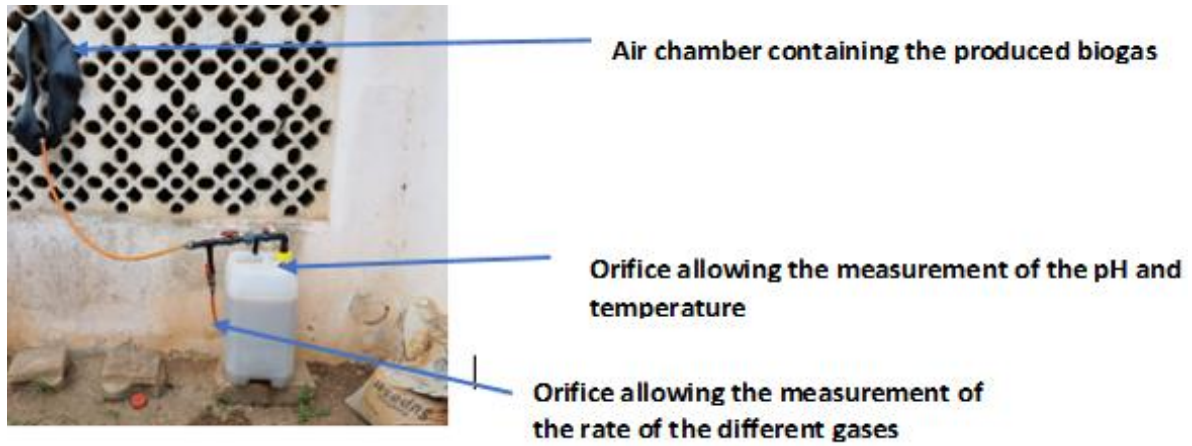 Air chamber containing the produced biogas
Orifice allowing the measurement of the pH and
temperature
Orifice allowing the measurement of
the rate of the different gases